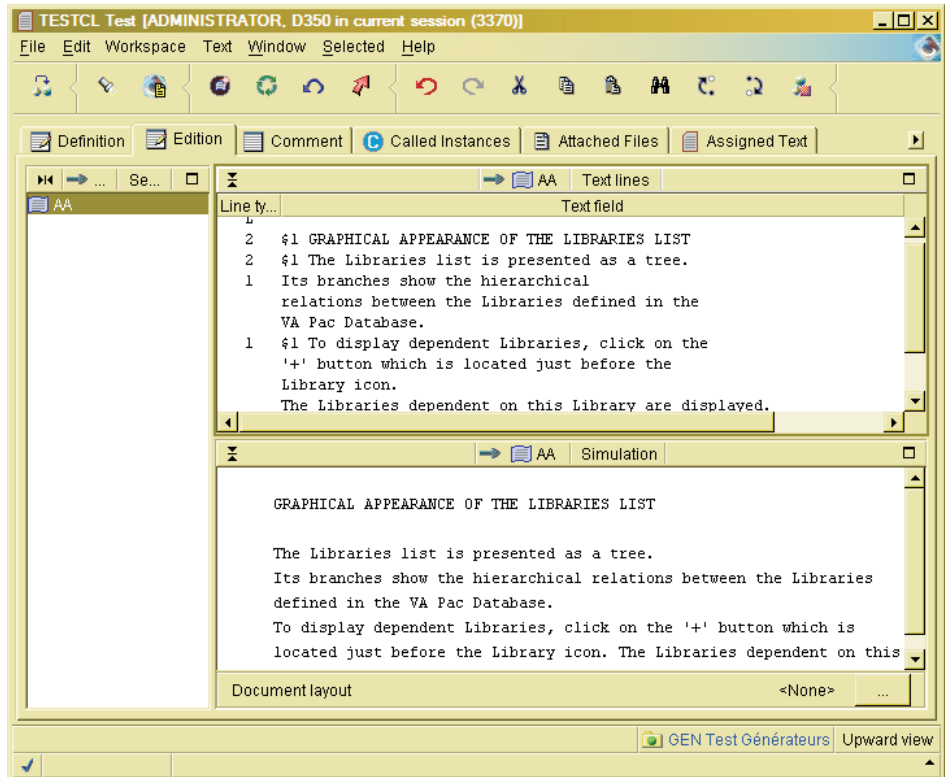 TESTCL Test [ADMINISTRATOR, D350 in current session (3370)]
File Edit Workspace Text Window Selected Help
Definition Edition Comment Called Instances Attached Files Assigned Text
... Se...
AA Text lines
AA
Line ty... Text field
2 $1 GRAPHICAL APPEARANCE OF THE LIBRARIES LIST
2 $1 The Libraries list is presented as a tree.
1 Its branches show the hierarchical
relations between the Libraries defined in the
VA Pac Database.
1 $1 To display dependent Libraries, click on the
'+' button which is located just before the
Library icon.
The Libraries dependent on this Library are displayed.
AA Simulation
GRAPHICAL APPEARANCE OF THE LIBRARIES LIST
The Libraries list is presented as a tree.
Its branches show the hierarchical relations between the Libraries
defined in the VA Pac Database.
To display dependent Libraries, click on the '+' button which is
located just before the Library icon. The Libraries dependent on this
Document layout <None> ...
GEN Test Générateurs Upward view